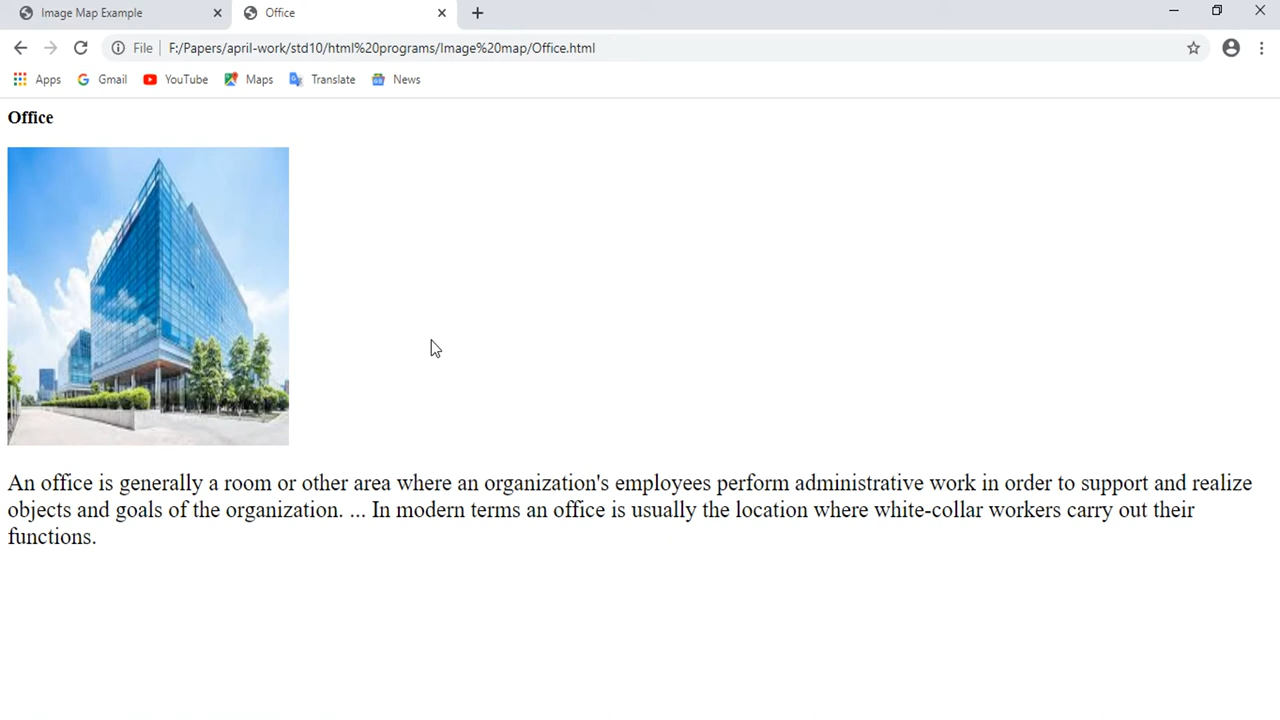 Image Map Example
Office
File
F:/Papers/april-work/std10/html%20programs/Image%20map/Office.html
Apps
Gmail
YouTube
Maps
Translate
News
Office
An office is generally a room or other area where an organization's employees perform administrative work in order to support and realize
objects and goals of the organization. ... In modern terms an office is usually the location where white-collar workers carry out their
functions.